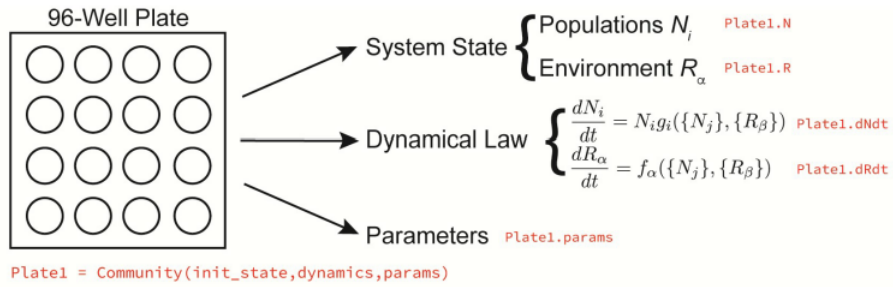 96-Well Plate
System State
Populations N_i Plate1.N
Environment R_α Plate1.R
Dynamical Law
dN_i/dt = N_i g_i({N_j}, {R_β}) Plate1.dNdt
dR_α/dt = f_α({N_j}, {R_β}) Plate1.dRdt
Parameters Plate1.params
Plate1 = Community(init_state,dynamics,params)